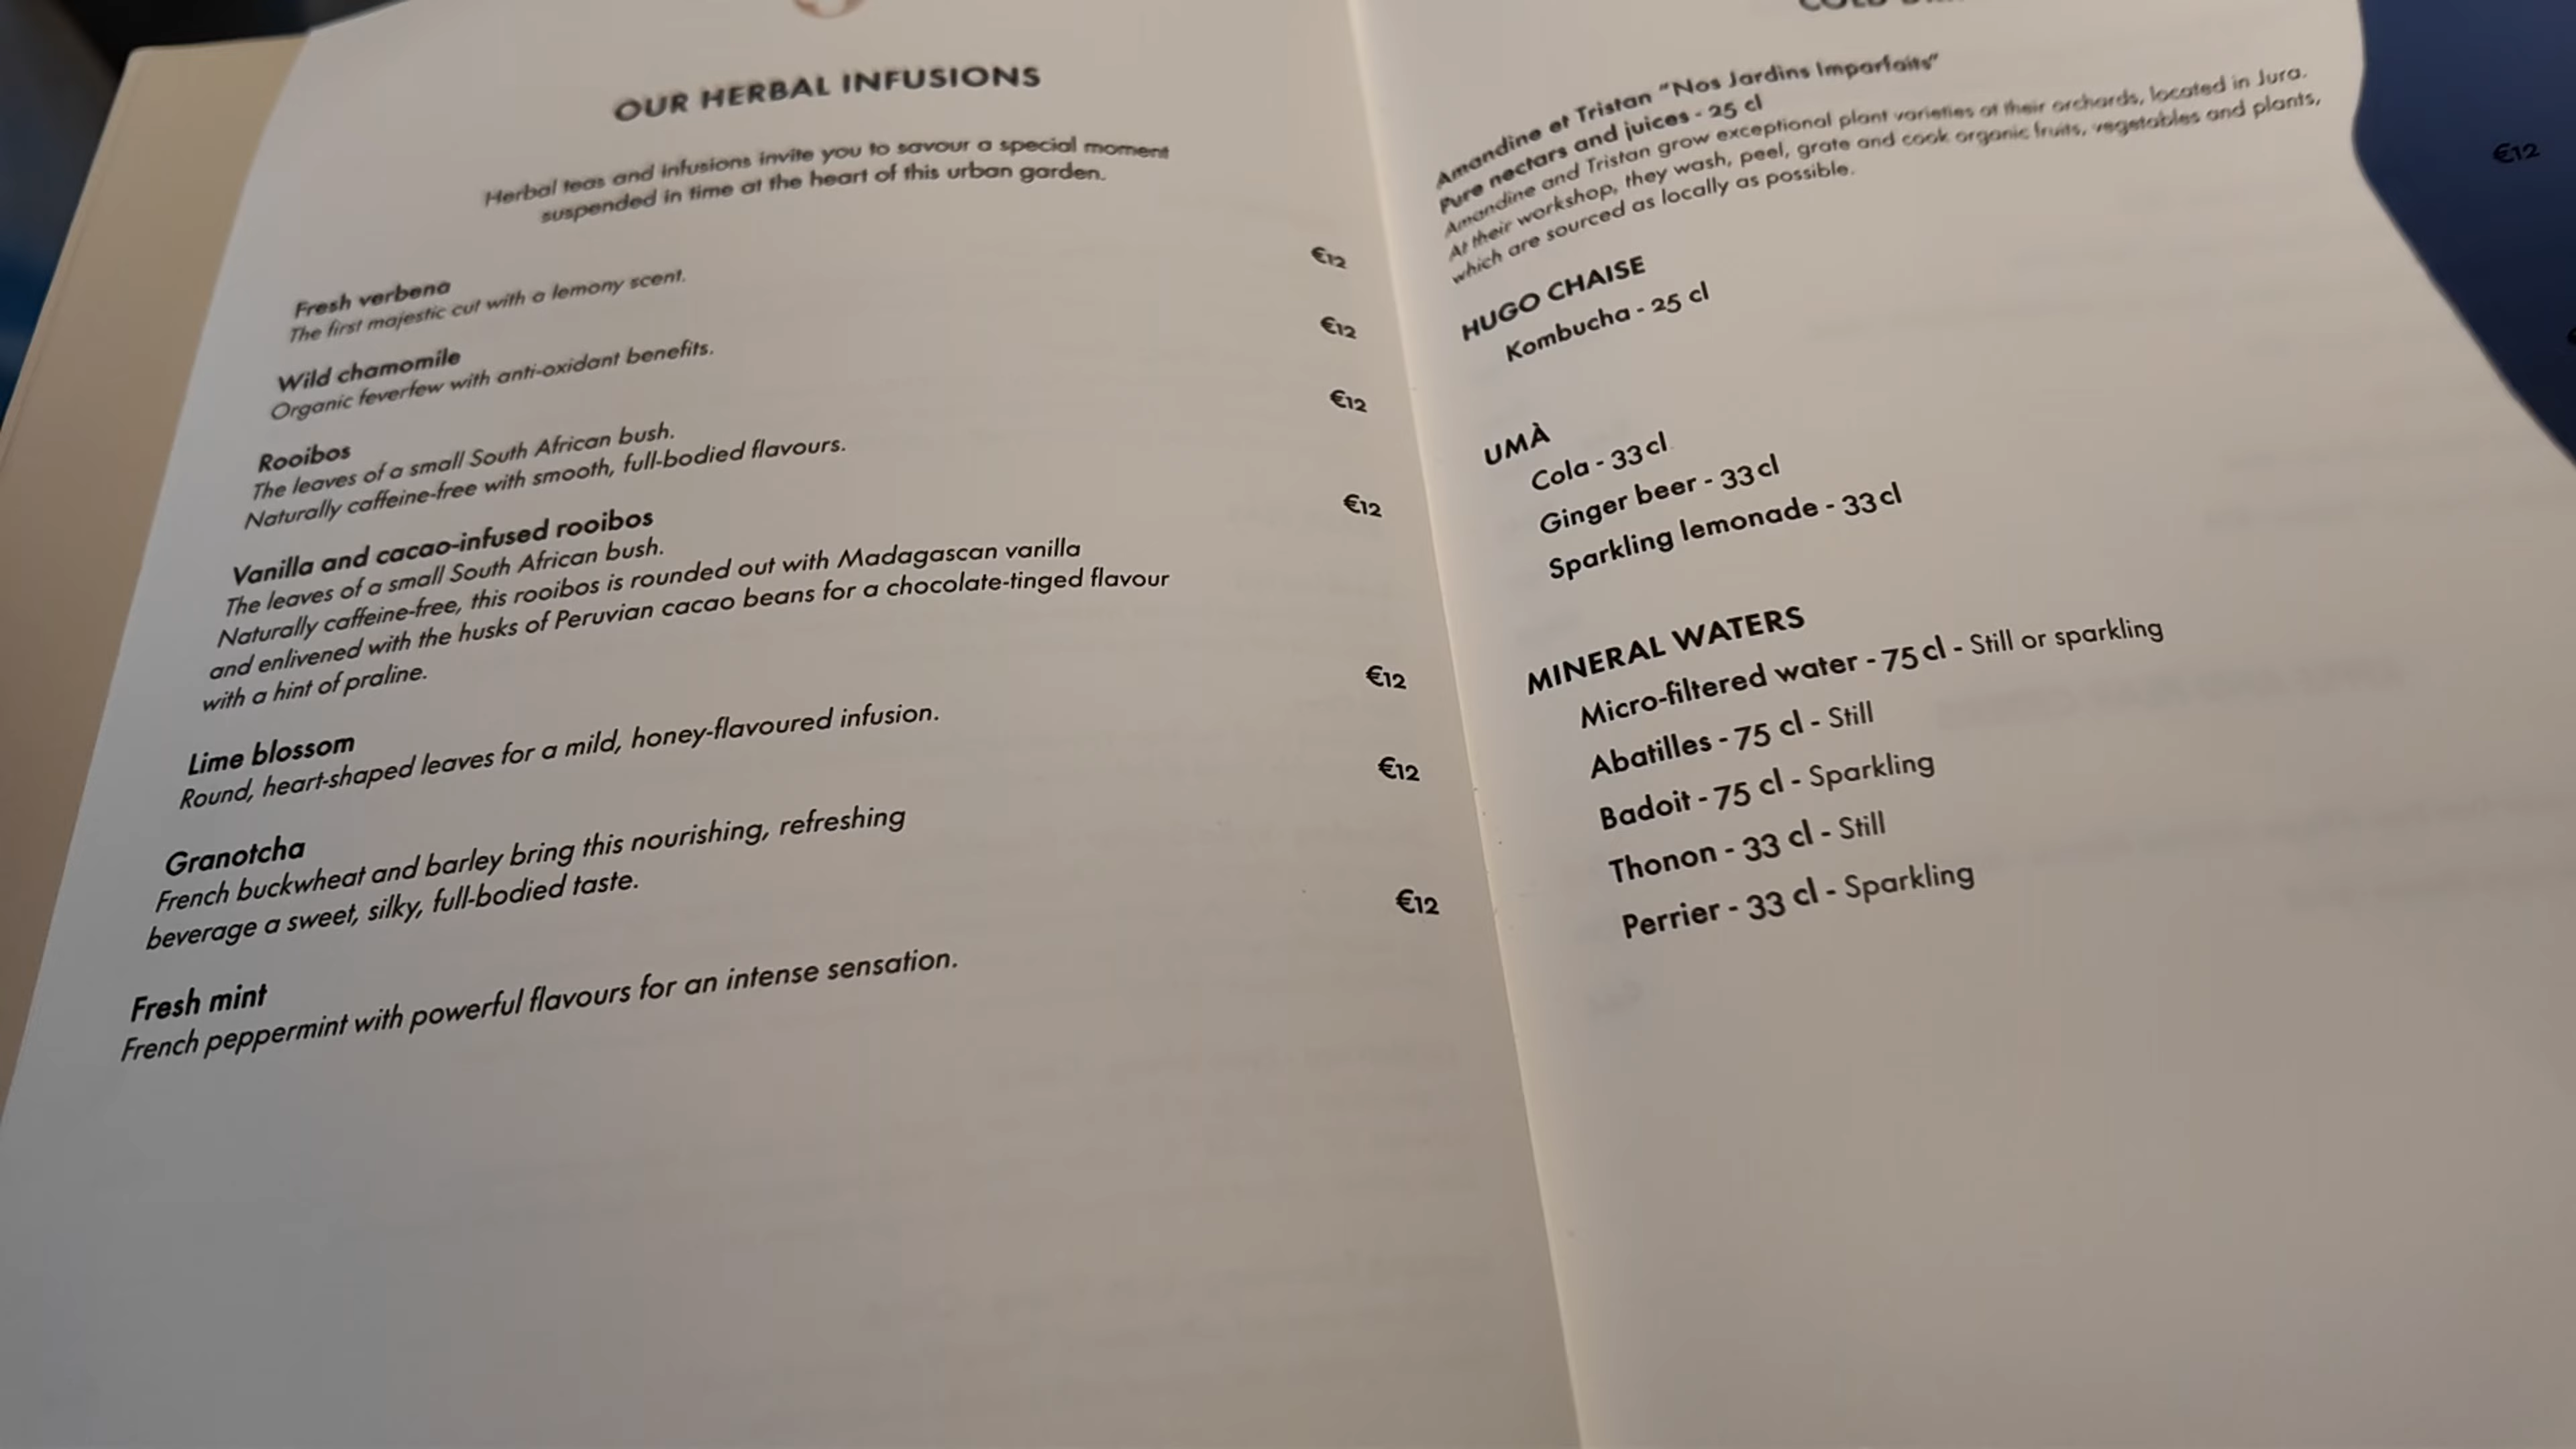 OUR HERBAL INFUSIONS
Herbal teas and infusions invite you to savour a special moment
suspended in time at the heart of this urban garden.
Fresh verbena €12
The first majestic cut with a lemony scent.
Wild chamomile €12
Organic feverfew with anti-oxidant benefits.
Rooibos €12
The leaves of a small South African bush.
Naturally caffeine-free with smooth, full-bodied flavours.
Vanilla and cacao-infused rooibos €12
The leaves of a small South African bush.
Naturally caffeine-free, this rooibos is rounded out with Madagascan vanilla
and enlivened with the husks of Peruvian cacao beans for a chocolate-tinged flavour
with a hint of praline.
Lime blossom €12
Round, heart-shaped leaves for a mild, honey-flavoured infusion.
Granotcha €12
French buckwheat and barley bring this nourishing, refreshing
beverage a sweet, silky, full-bodied taste.
Fresh mint €12
French peppermint with powerful flavours for an intense sensation.
Amandine et Tristan "Nos Jardins Imparfaits"
Pure nectars and juices - 25 cl €12
Amandine and Tristan grow exceptional plant varieties at their orchards, located in Jura.
At their workshop, they wash, peel, grate and cook organic fruits, vegetables and plants,
which are sourced as locally as possible.
HUGO CHAISE
Kombucha - 25 cl
UMÀ
Cola - 33 cl
Ginger beer - 33 cl
Sparkling lemonade - 33 cl
MINERAL WATERS
Micro-filtered water - 75 cl - Still or sparkling
Abatilles - 75 cl - Still
Badoit - 75 cl - Sparkling
Thonon - 33 cl - Still
Perrier - 33 cl - Sparkling